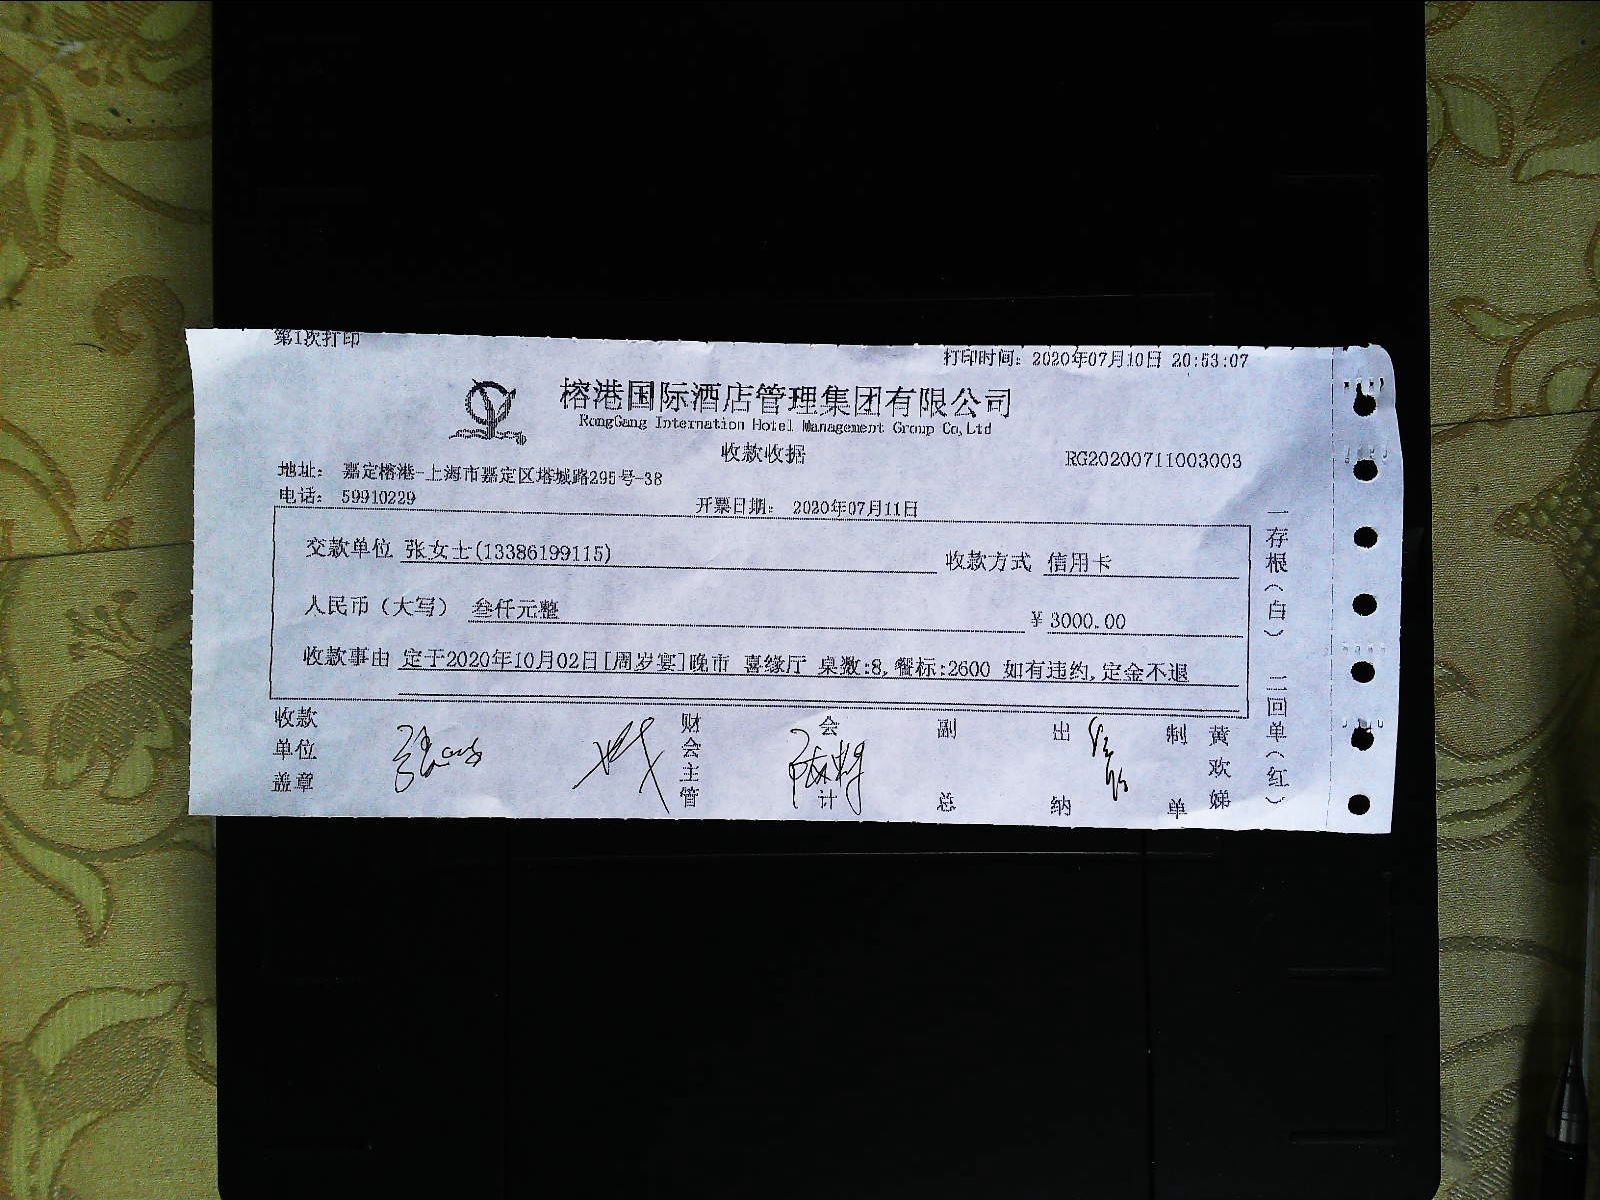 第1次打印
打印时间: 2020年07月10日 20:53:07
榕港国际酒店管理集团有限公司
RongGang Internation Hotel Management Group Co,Ltd
收款收据
RG20200711003003
地址: 嘉定榕港-上海市嘉定区塔城路295号-38
电话: 59910229
开票日期: 2020年07月11日
交款单位 张女士(13386199115) 收款方式 信用卡
人民币（大写） 叁仟元整 ¥ 3000.00
收款事由 定于2020年10月02日[周岁宴]晚市 喜缘厅 桌数:8,餐标:2600 如有违约,定金不退
收款单位盖章
财会主管
会计
副总
出纳
制单
黄欢娣
一存根（白） 二回单（红）